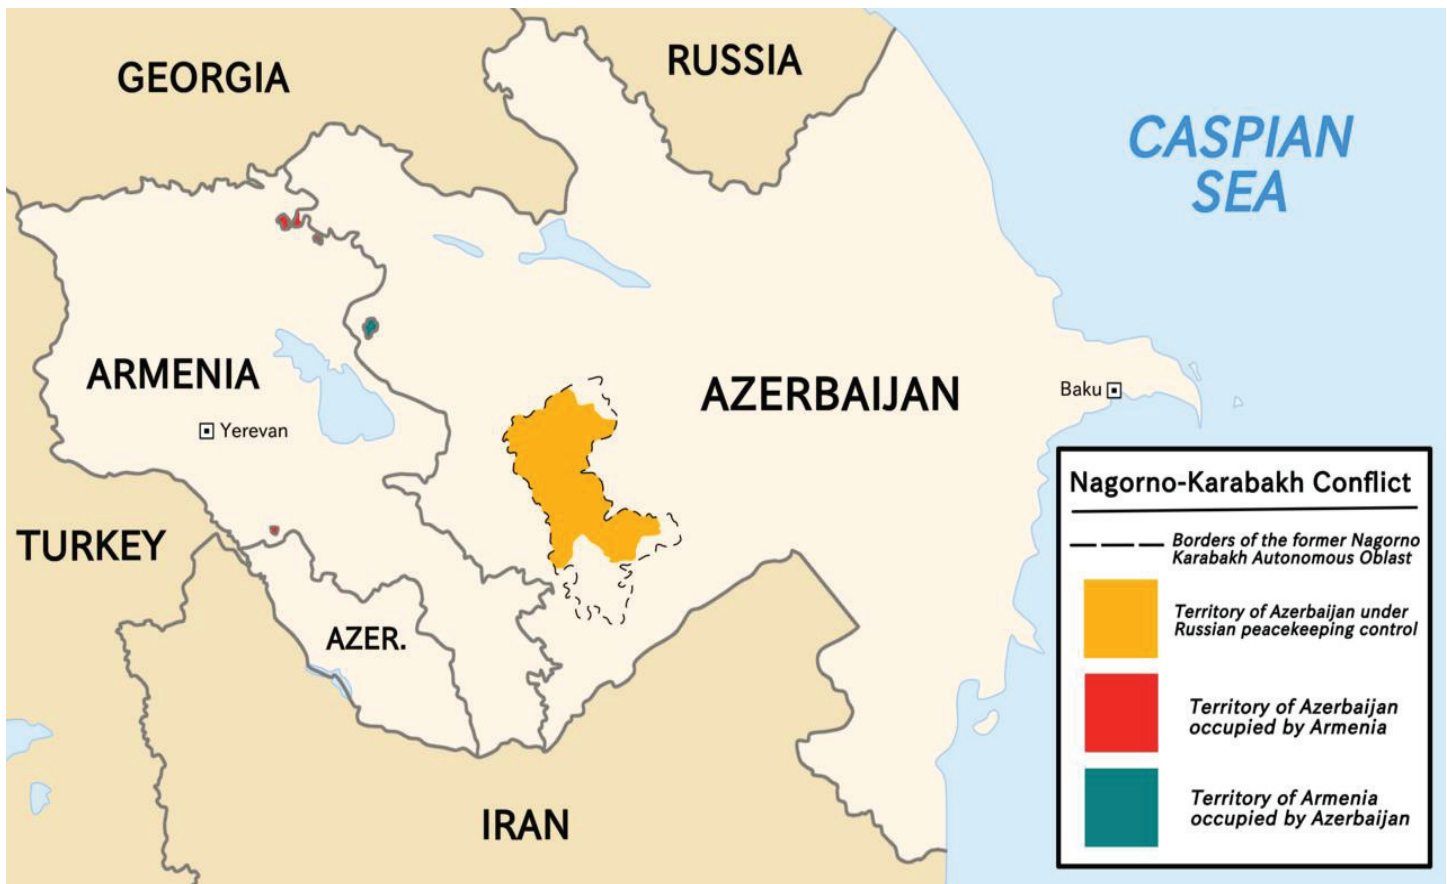 GEORGIA
RUSSIA
CASPIAN
SEA
ARMENIA
AZERBAIJAN
Baku
Yerevan
TURKEY
AZER.
IRAN
Nagorno-Karabakh Conflict
Borders of the former Nagorno
Karabakh Autonomous Oblast
Territory of Azerbaijan under
Russian peacekeeping control
Territory of Azerbaijan
occupied by Armenia
Territory of Armenia
occupied by Azerbaijan